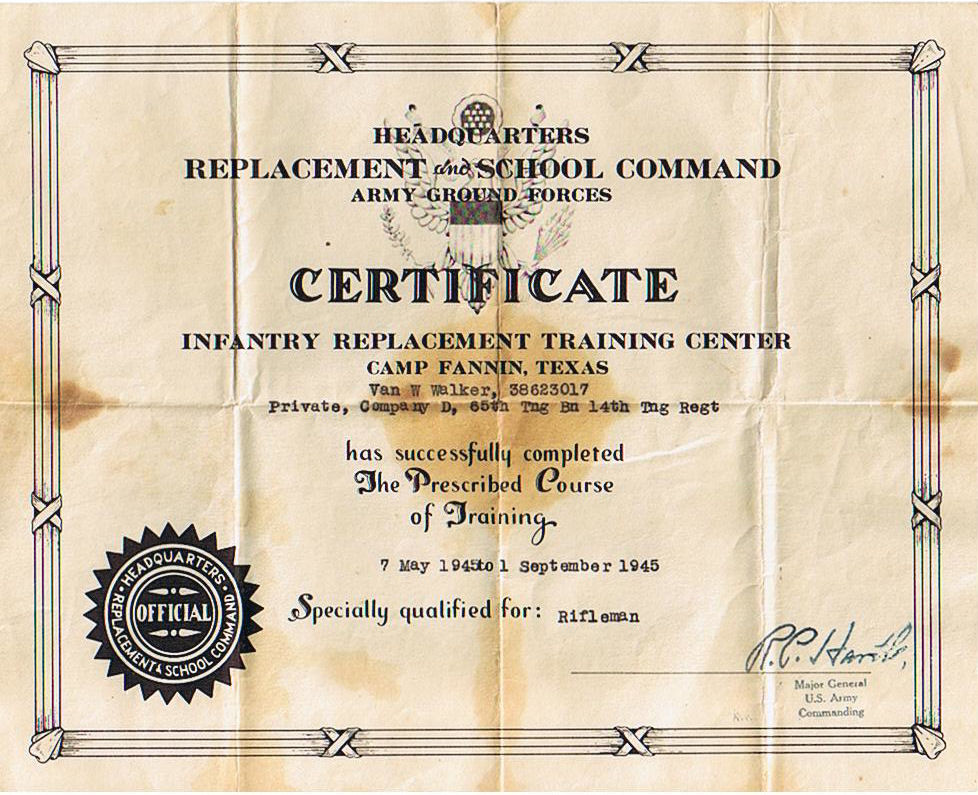 HEADQUARTERS
REPLACEMENT and SCHOOL COMMAND
ARMY GROUND FORCES
CERTIFICATE
INFANTRY REPLACEMENT TRAINING CENTER
CAMP FANNIN, TEXAS
Van W Walker, 38623017
Private, Company D, 65th Tng Bn 14th Tng Regt
has successfully completed
The Prescribed Course
of Training
7 May 1945to 1 September 1945
Specially qualified for: Rifleman
HEADQUARTERS
OFFICIAL
REPLACEMENT & SCHOOL COMMAND
R.P.
Major General
U.S. Army
Commanding